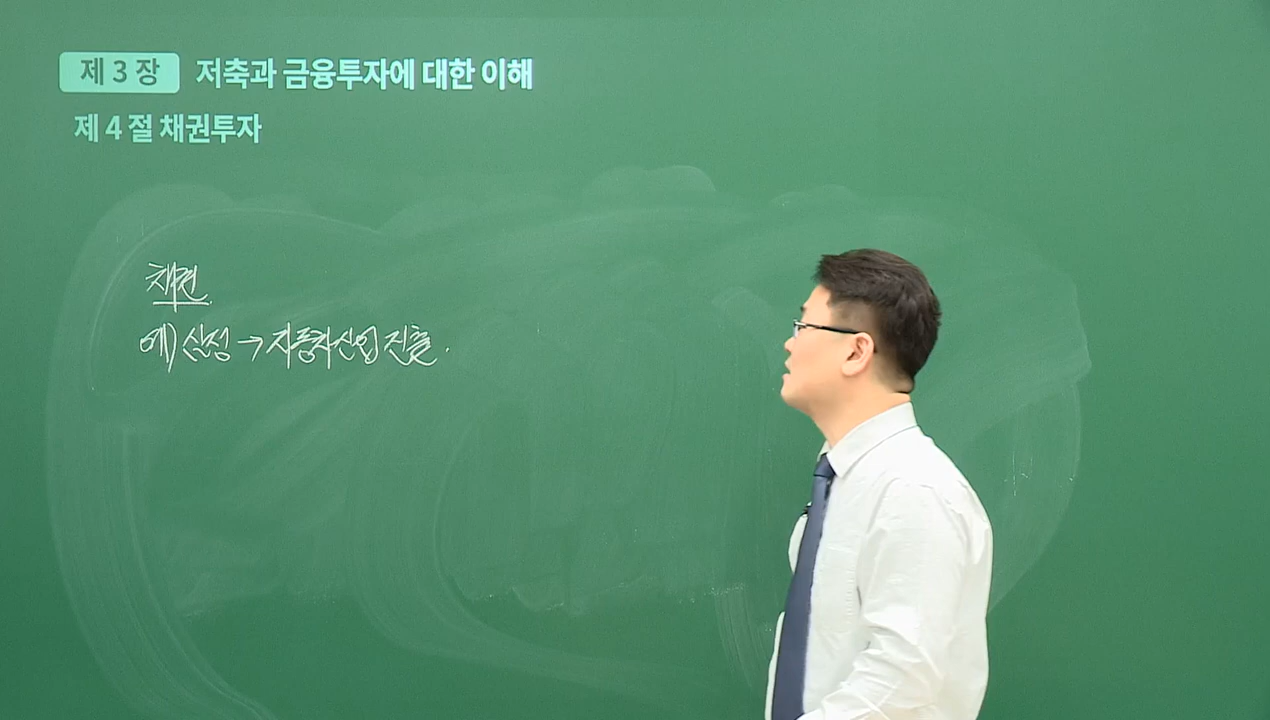 제 3 장 저축과 금융투자에 대한 이해
제 4 절 채권투자
채권
예) 삼성 → 자동차산업 진출.